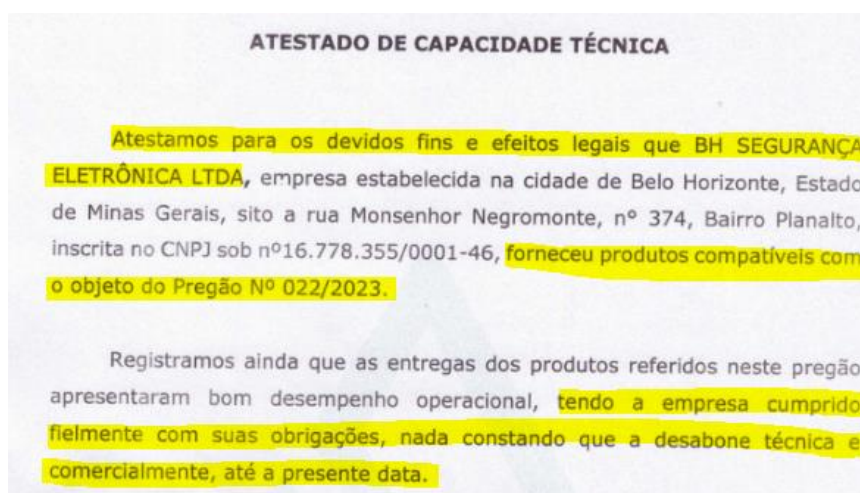 ATESTADO DE CAPACIDADE TÉCNICA
Atestamos para os devidos fins e efeitos legais que BH SEGURANÇA
ELETRÔNICA LTDA, empresa estabelecida na cidade de Belo Horizonte, Estado
de Minas Gerais, sito a rua Monsenhor Negromonte, nº 374, Bairro Planalto,
inscrita no CNPJ sob nº16.778.355/0001-46, forneceu produtos compatíveis com
o objeto do Pregão Nº 022/2023.
Registramos ainda que as entregas dos produtos referidos neste pregão
apresentaram bom desempenho operacional, tendo a empresa cumprido
fielmente com suas obrigações, nada constando que a desabone técnica e
comercialmente, até a presente data.